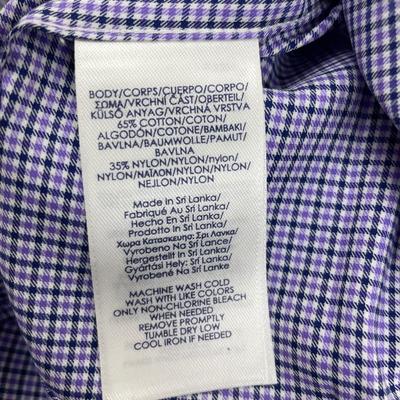 BODY/CORPS/CUERPO/CORPO/
ΣΩΜΑ/VRCHNI ČÁST/OBERTEIL/
KÜLSŐ ANYAG/VRCHNÁ VRSTVA
65% COTTON/COTON/
ALGODÓN/COTONE/BAMBAKI/
BAVLNA/BAUMWOLLE/PAMUT/
BAVLNA
35% NYLON/NYLON/nylon/
NYLON/NAΪLON/NYLON/NYLON/
NEJLON/NYLON
Made in Sri Lanka/
Fabriqué Au Sri Lanka/
Hecho En Sri Lanka/
Prodotto In Sri Lanka/
Χωρα Κατασκευησ: Σρι Λανκα/
Vyrobeno Na Srí Lance/
Hergestellt In Sri Lanka/
Gyártási Hely: Srí Lanka/
Vyrobené Na Srí Lanke
MACHINE WASH COLD
WASH WITH LIKE COLORS
ONLY NON-CHLORINE BLEACH
WHEN NEEDED
REMOVE PROMPTLY
TUMBLE DRY LOW
COOL IRON IF NEEDED